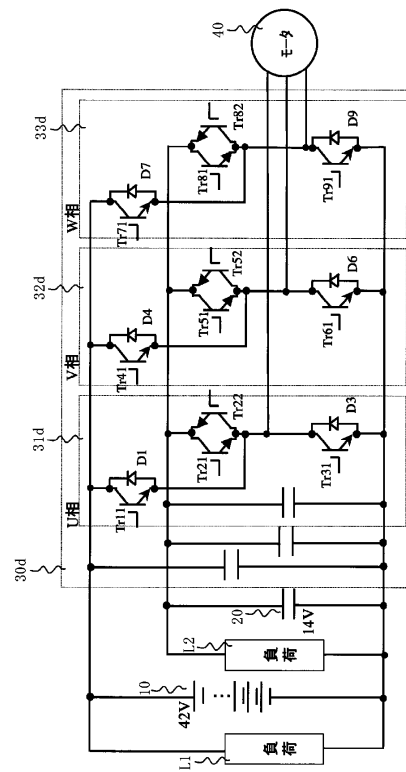 30d
31d
32d
33d
U相
V相
W相
40
モータ
Tr11
D1
Tr41
D4
Tr71
D7
Tr21
Tr22
Tr51
Tr52
Tr81
Tr82
Tr31
D3
Tr61
D6
Tr91
D9
L1
負荷
10
42V
L2
負荷
20
14V